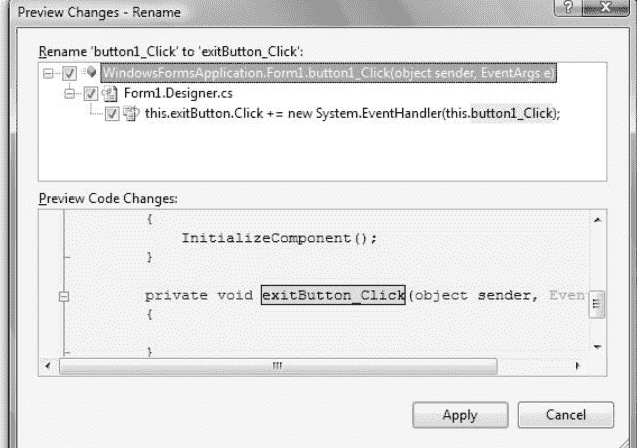 Preview Changes - Rename
Rename 'button1_Click' to 'exitButton_Click':
WindowsFormsApplication.Form1.button1_Click(object sender, EventArgs e)
Form1.Designer.cs
this.exitButton.Click += new System.EventHandler(this.button1_Click);
Preview Code Changes:
{
InitializeComponent();
}
private void exitButton_Click(object sender, Even
{
}
Apply Cancel